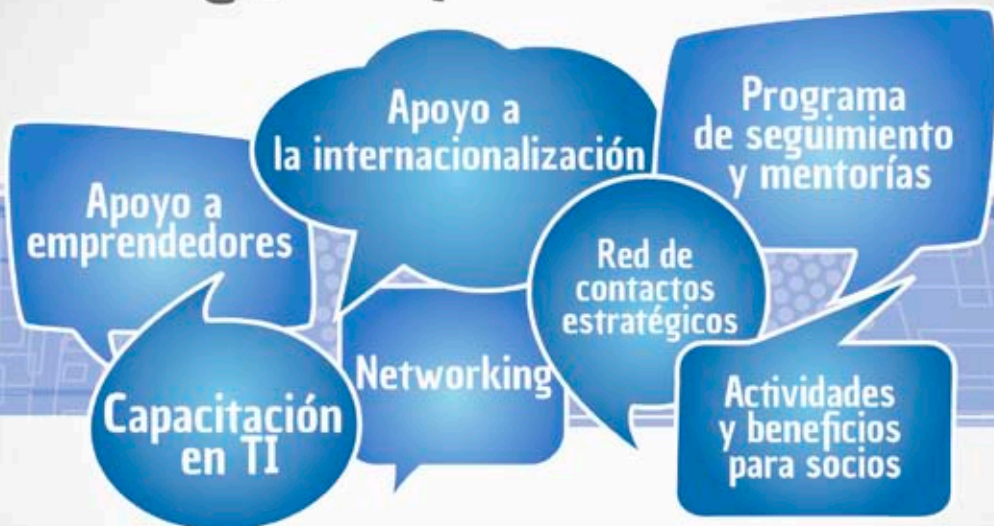 Apoyo a
emprendedores
Apoyo a
la internacionalización
Programa
de seguimiento
y mentorías
Capacitación
en TI
Networking
Red de
contactos
estratégicos
Actividades
y beneficios
para socios